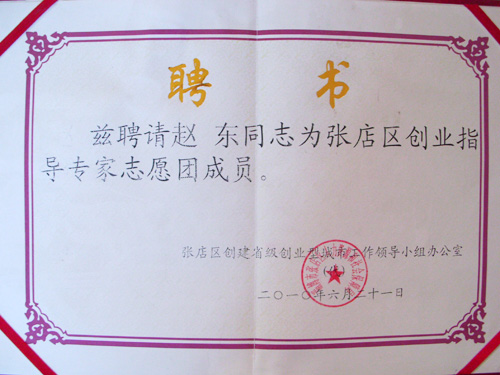 聘 书
兹聘请赵 东同志为张店区创业指
导专家志愿团成员。
张店区创建省级创业型城市工作领导小组办公室
二〇一〇年六月二十一日